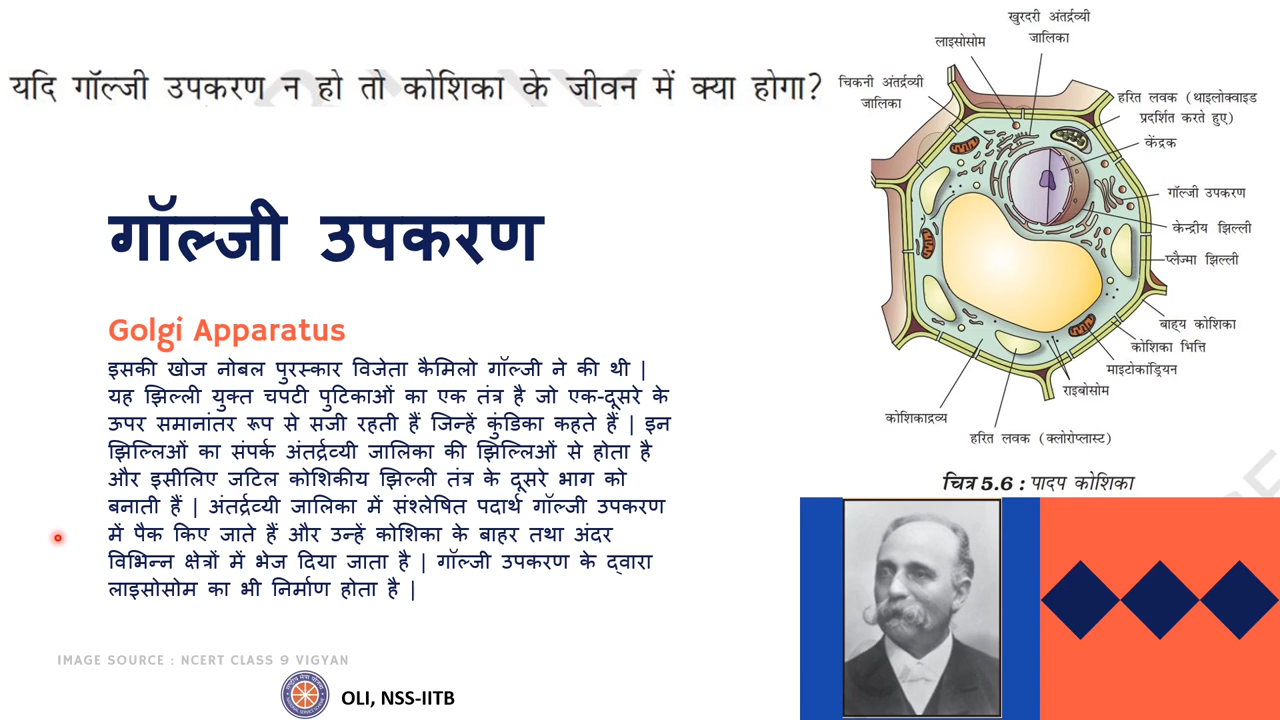 यदि गॉल्जी उपकरण न हो तो कोशिका के जीवन में क्या होगा?
गॉल्जी उपकरण
Golgi Apparatus
इसकी खोज नोबल पुरस्कार विजेता कैमिलो गॉल्जी ने की थी |
यह झिल्ली युक्त चपटी पुटिकाओं का एक तंत्र है जो एक-दूसरे के
ऊपर समानांतर रूप से सजी रहती हैं जिन्हें कुंडिका कहते हैं | इन
झिल्लिओं का संपर्क अंतर्द्रव्यी जालिका की झिल्लिओं से होता है
और इसीलिए जटिल कोशिकीय झिल्ली तंत्र के दूसरे भाग को
बनाती हैं | अंतर्द्रव्यी जालिका में संश्लेषित पदार्थ गॉल्जी उपकरण
में पैक किए जाते हैं और उन्हें कोशिका के बाहर तथा अंदर
विभिन्न क्षेत्रों में भेज दिया जाता है | गॉल्जी उपकरण के द्वारा
लाइसोसोम का भी निर्माण होता है |
IMAGE SOURCE : NCERT CLASS 9 VIGYAN
OLI, NSS-IITB
खुरदरी अंतर्द्रव्यी
जालिका
लाइसोसोम
चिकनी अंतर्द्रव्यी
जालिका
हरित लवक (थाइलोक्वाइड
प्रदर्शित करते हुए)
केंद्रक
गॉल्जी उपकरण
केन्द्रीय झिल्ली
प्लैज्मा झिल्ली
बाह्य कोशिका
कोशिका भित्ति
माइटोकॉंड्रियन
राइबोसोम
कोशिकाद्रव्य
हरित लवक (क्लोरोप्लास्ट)
चित्र 5.6 : पादप कोशिका